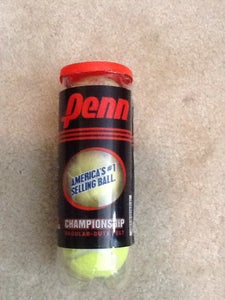 Penn
AMERICA'S #1
SELLING BALL.
CHAMPIONSHIP
REGULAR-DUTY FELT